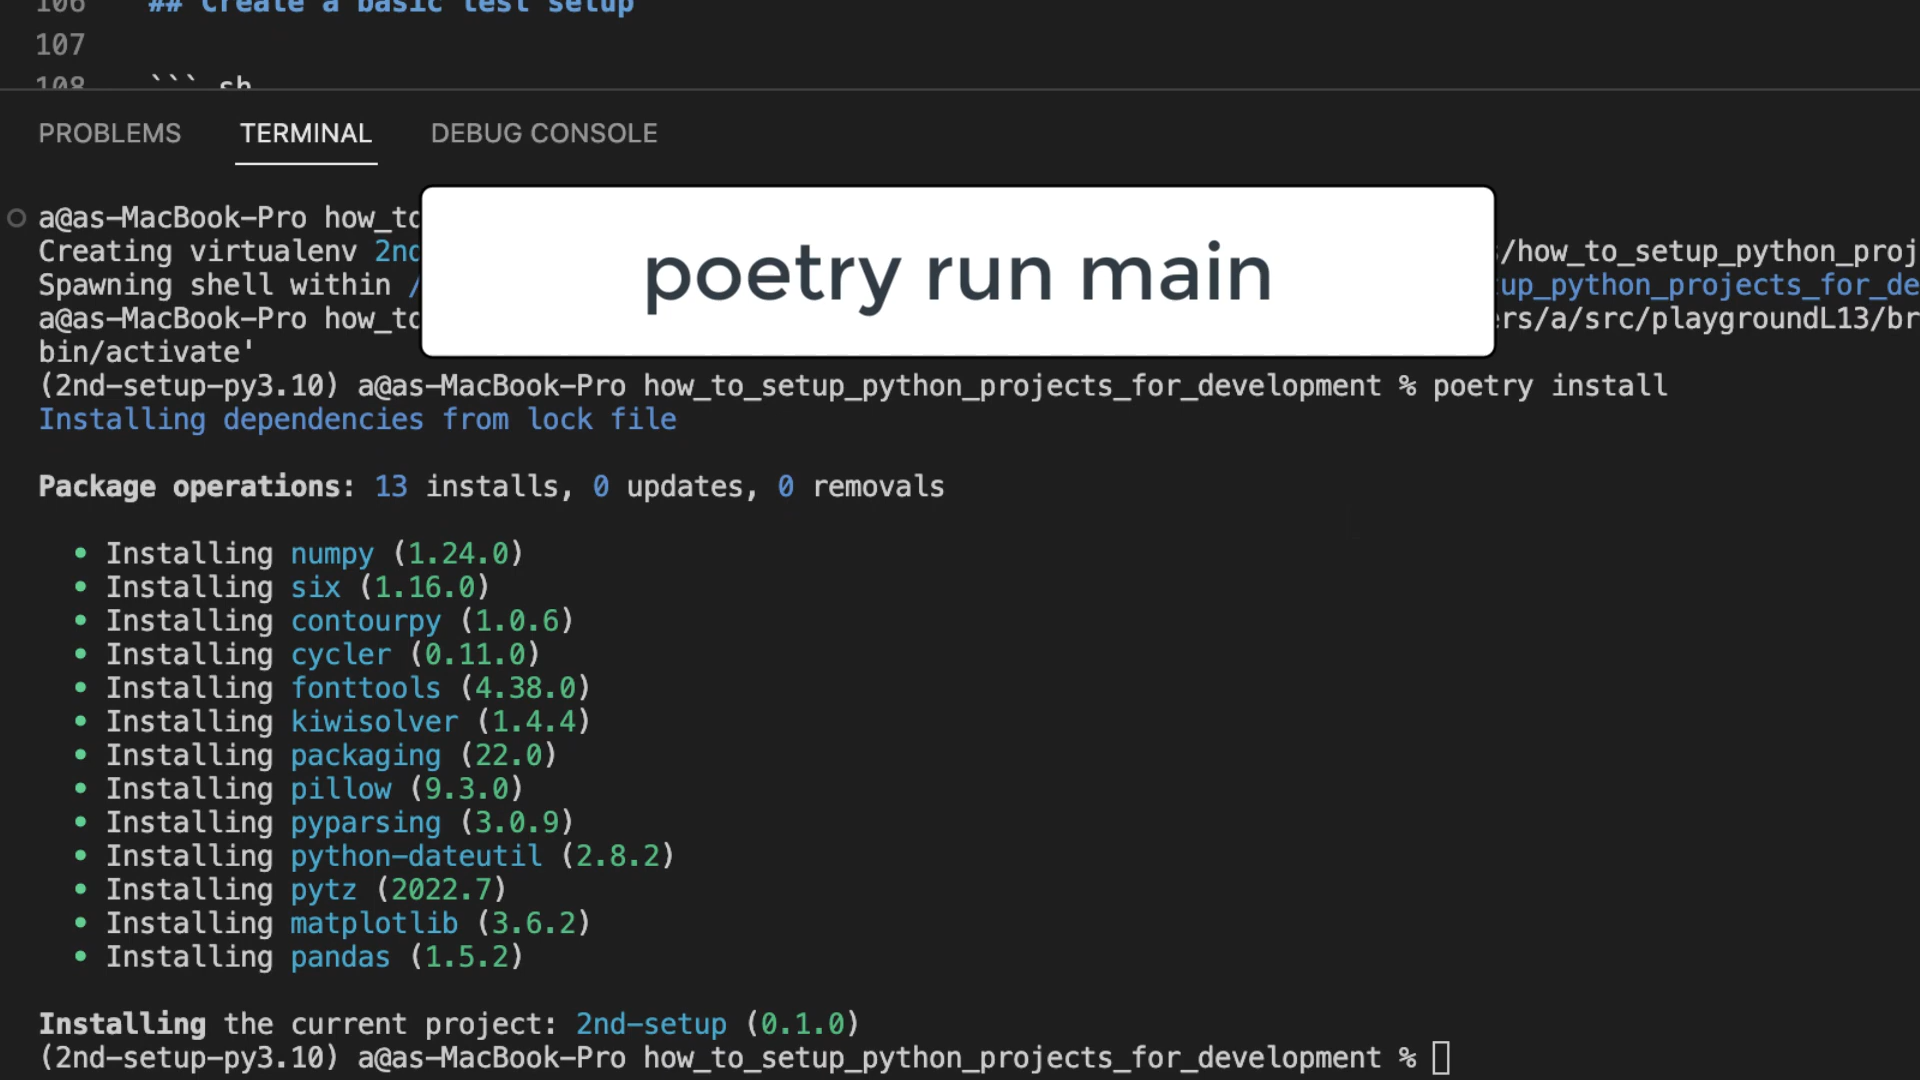 106 ## Create a basic test setup
107
108 ``` sh
PROBLEMS TERMINAL DEBUG CONSOLE
poetry run main
a@as-MacBook-Pro how_to
Creating virtualenv 2nd s/how_to_setup_python_proj
Spawning shell within / up_python_projects_for_de
a@as-MacBook-Pro how_to rs/a/src/playgroundL13/br
bin/activate'
(2nd-setup-py3.10) a@as-MacBook-Pro how_to_setup_python_projects_for_development % poetry install
Installing dependencies from lock file
Package operations: 13 installs, 0 updates, 0 removals
• Installing numpy (1.24.0)
• Installing six (1.16.0)
• Installing contourpy (1.0.6)
• Installing cycler (0.11.0)
• Installing fonttools (4.38.0)
• Installing kiwisolver (1.4.4)
• Installing packaging (22.0)
• Installing pillow (9.3.0)
• Installing pyparsing (3.0.9)
• Installing python-dateutil (2.8.2)
• Installing pytz (2022.7)
• Installing matplotlib (3.6.2)
• Installing pandas (1.5.2)
Installing the current project: 2nd-setup (0.1.0)
(2nd-setup-py3.10) a@as-MacBook-Pro how_to_setup_python_projects_for_development %